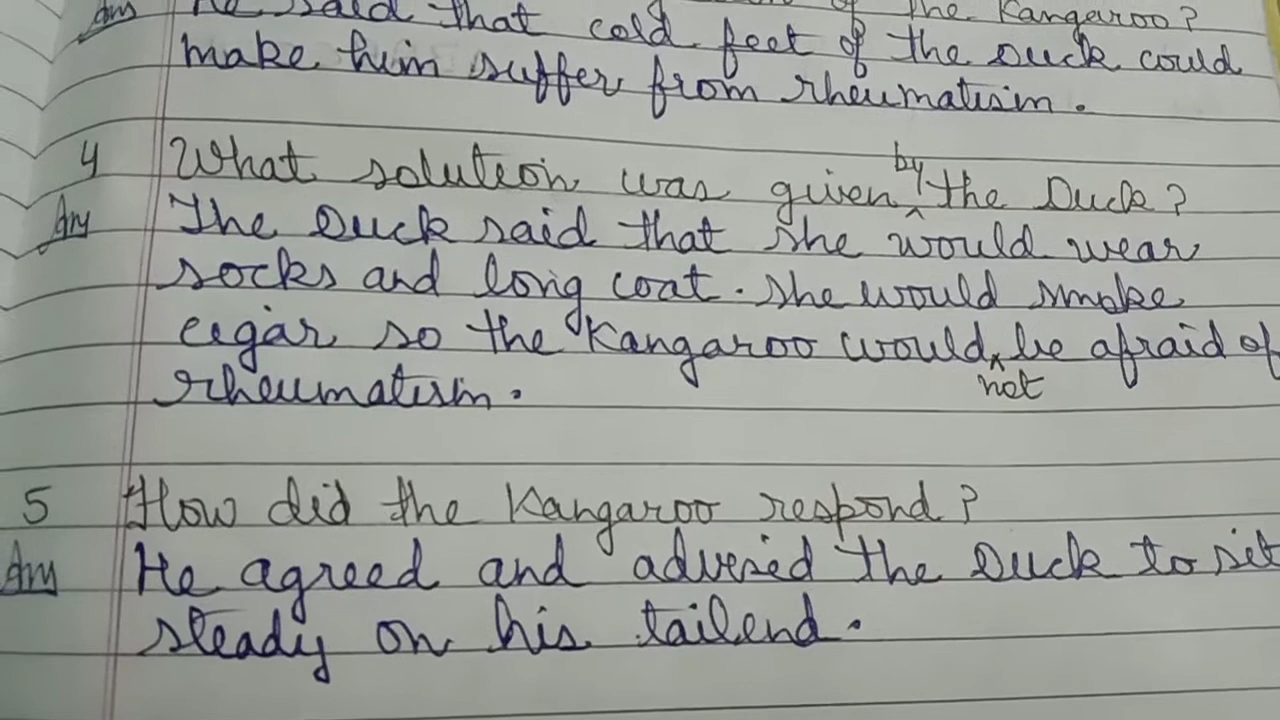 of the Kangaroo?
Ans He said that cold feet of the Duck could
make him suffer from rheumatisim.
4 What solution was given by the Duck?
Ans The Duck said that she would wear
socks and long coat. She would smoke
cigar so the Kangaroo would not be afraid of
rheumatism.
5 How did the Kangaroo respond?
Ans He agreed and advised the Duck to sit
steady on his tailend.